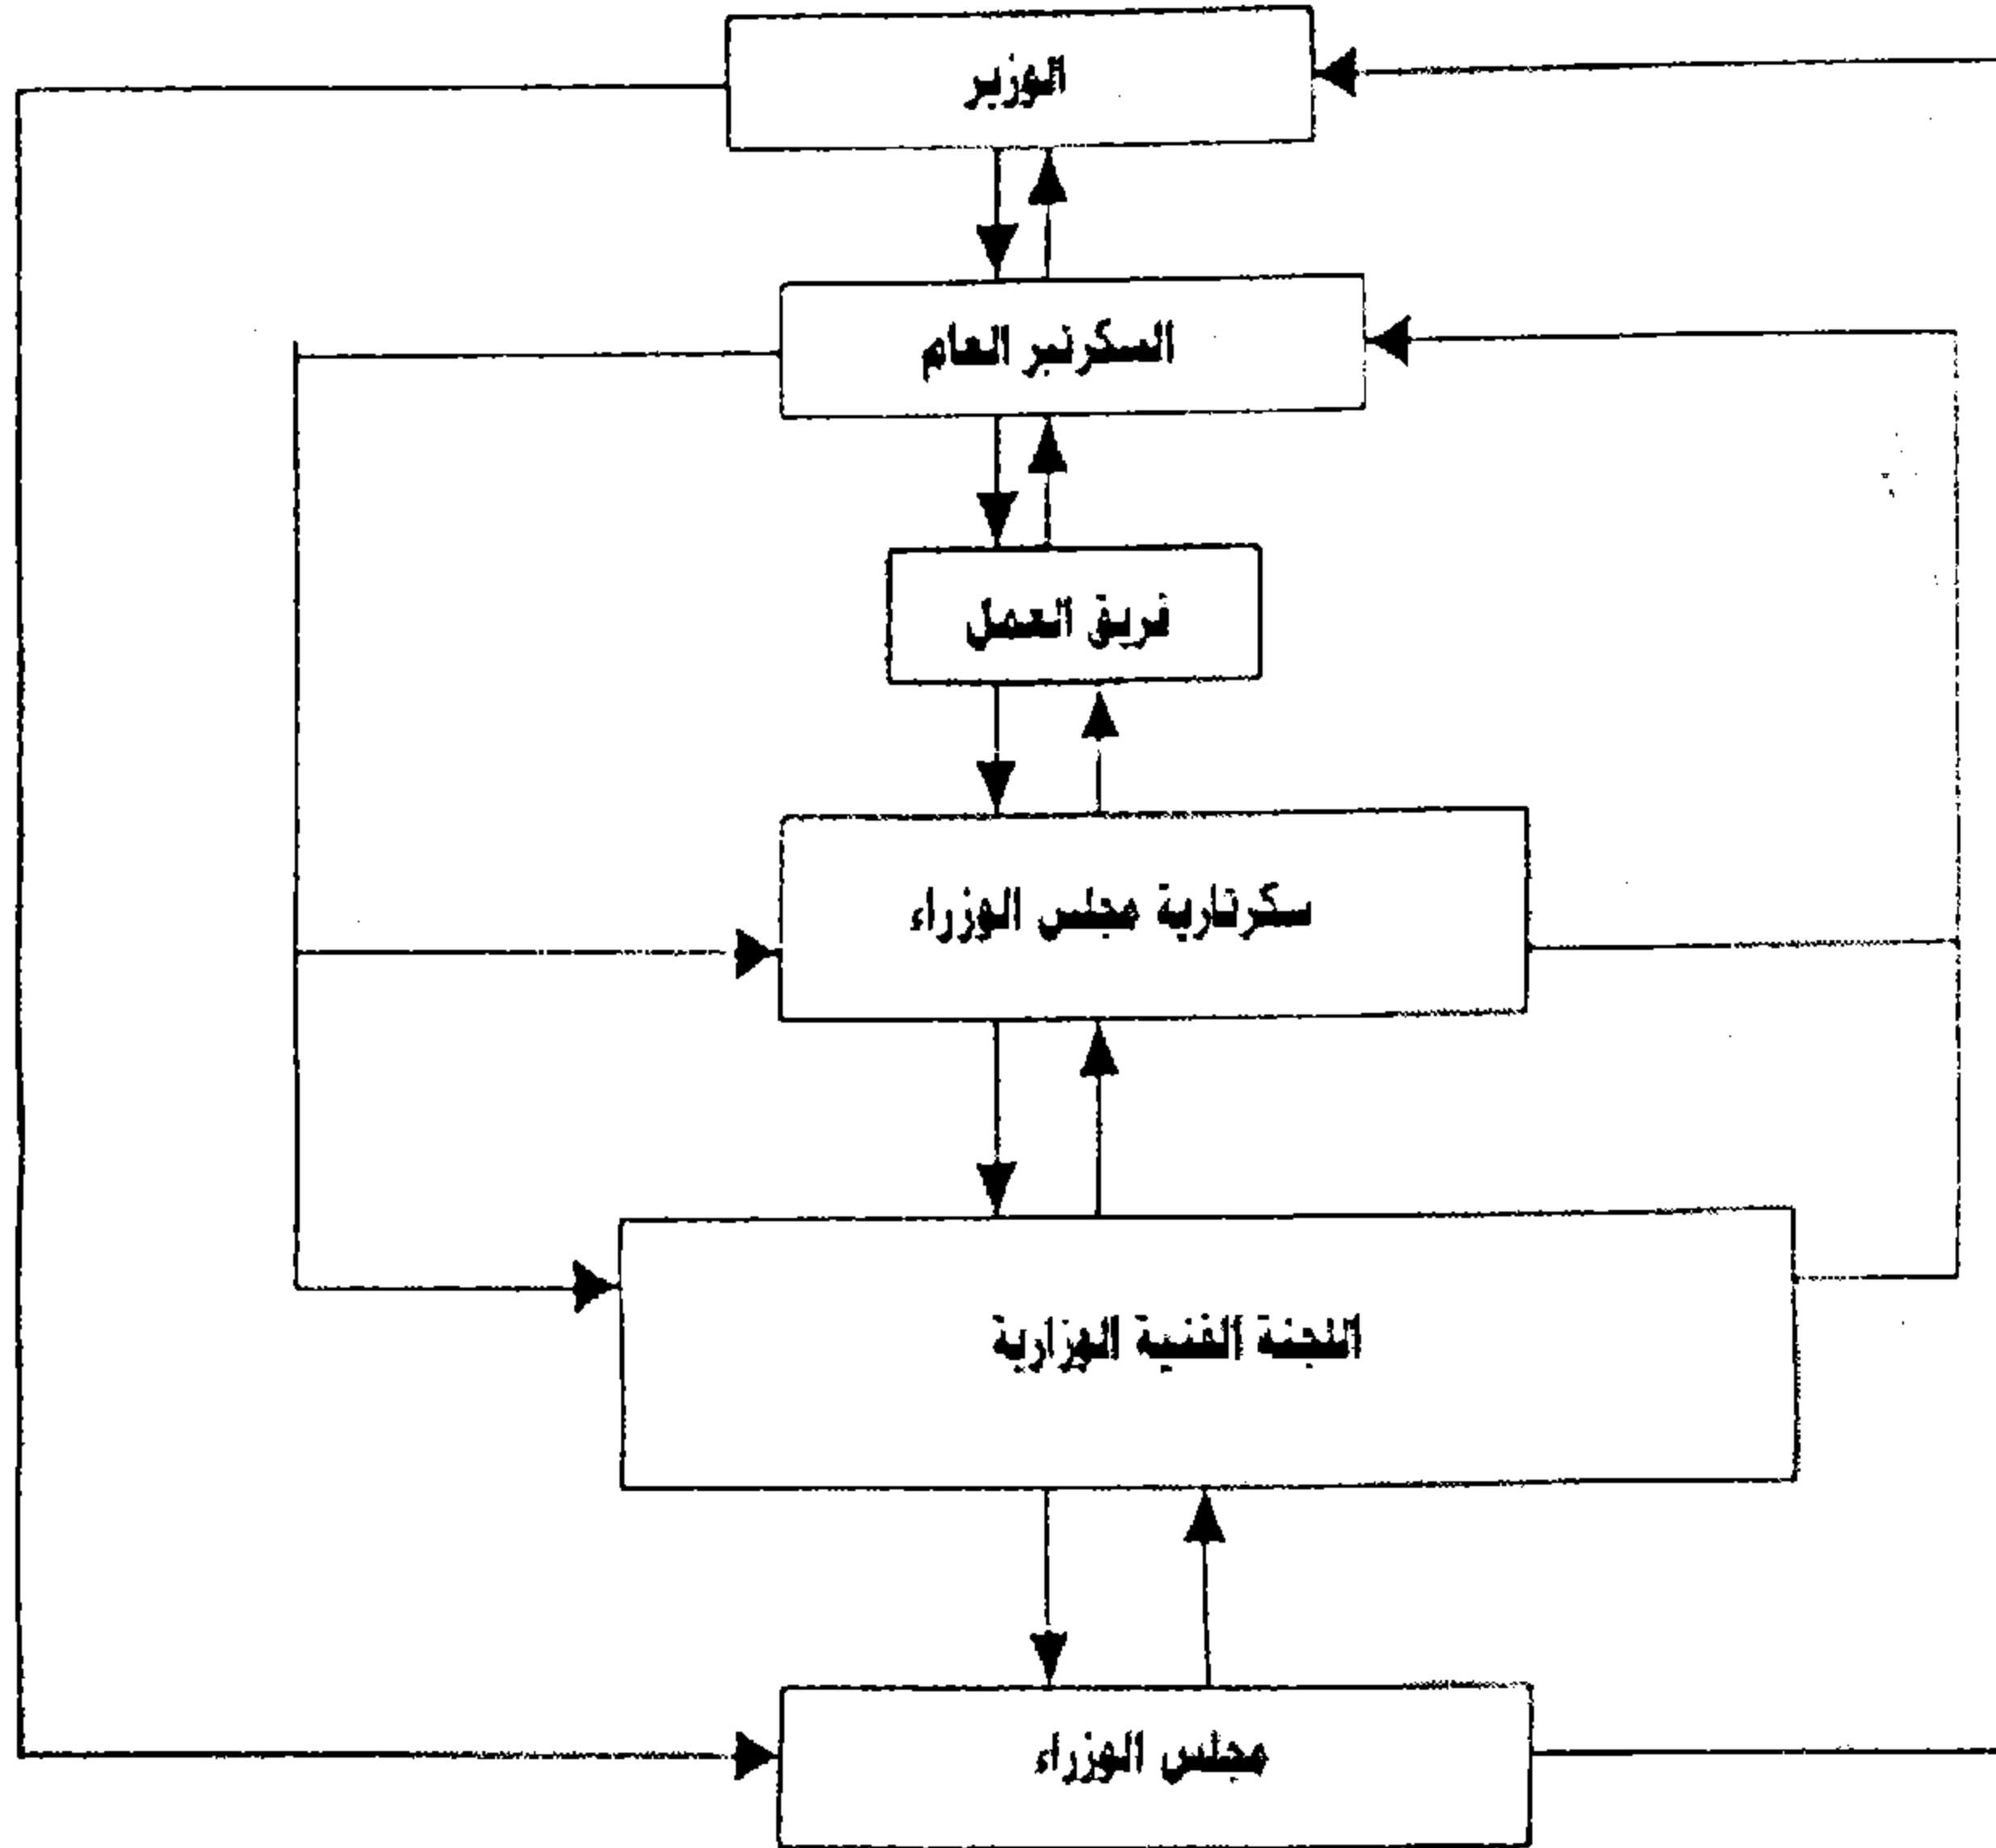 الوزير
السكرتير العام
فريق العمل
سكرتارية مجلس الوزراء
اللجنة الفنية الوزارية
مجلس الوزراء